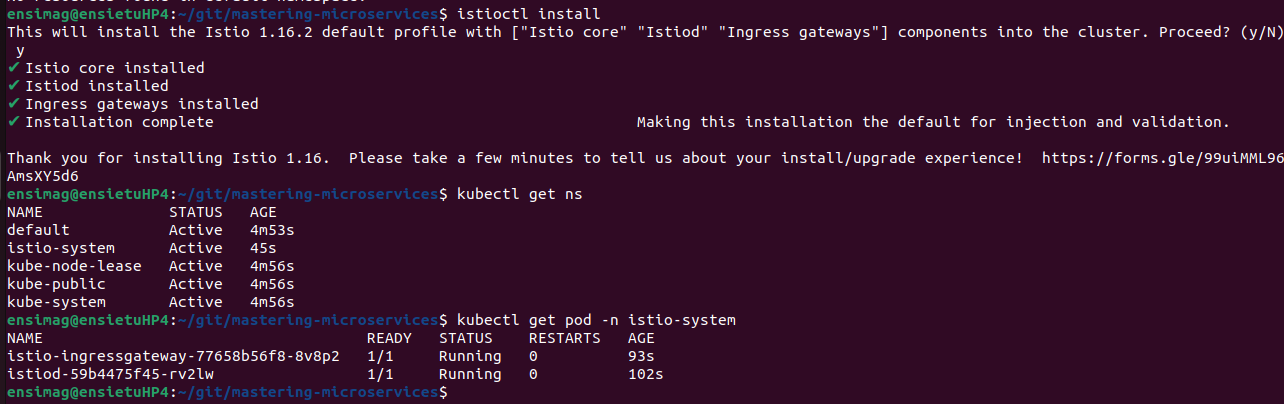 ensimag@ensietuHP4:~/git/mastering-microservices$ istioctl install
This will install the Istio 1.16.2 default profile with ["Istio core" "Istiod" "Ingress gateways"] components into the cluster. Proceed? (y/N)
 y
✔ Istio core installed
✔ Istiod installed
✔ Ingress gateways installed
✔ Installation complete                                               Making this installation the default for injection and validation.
Thank you for installing Istio 1.16.  Please take a few minutes to tell us about your install/upgrade experience!  https://forms.gle/99uiMML96
AmsXY5d6
ensimag@ensietuHP4:~/git/mastering-microservices$ kubectl get ns
NAME              STATUS   AGE
default           Active   4m53s
istio-system      Active   45s
kube-node-lease   Active   4m56s
kube-public       Active   4m56s
kube-system       Active   4m56s
ensimag@ensietuHP4:~/git/mastering-microservices$ kubectl get pod -n istio-system
NAME                                    READY   STATUS    RESTARTS   AGE
istio-ingressgateway-77658b56f8-8v8p2   1/1     Running   0          93s
istiod-59b4475f45-rv2lw                 1/1     Running   0          102s
ensimag@ensietuHP4:~/git/mastering-microservices$